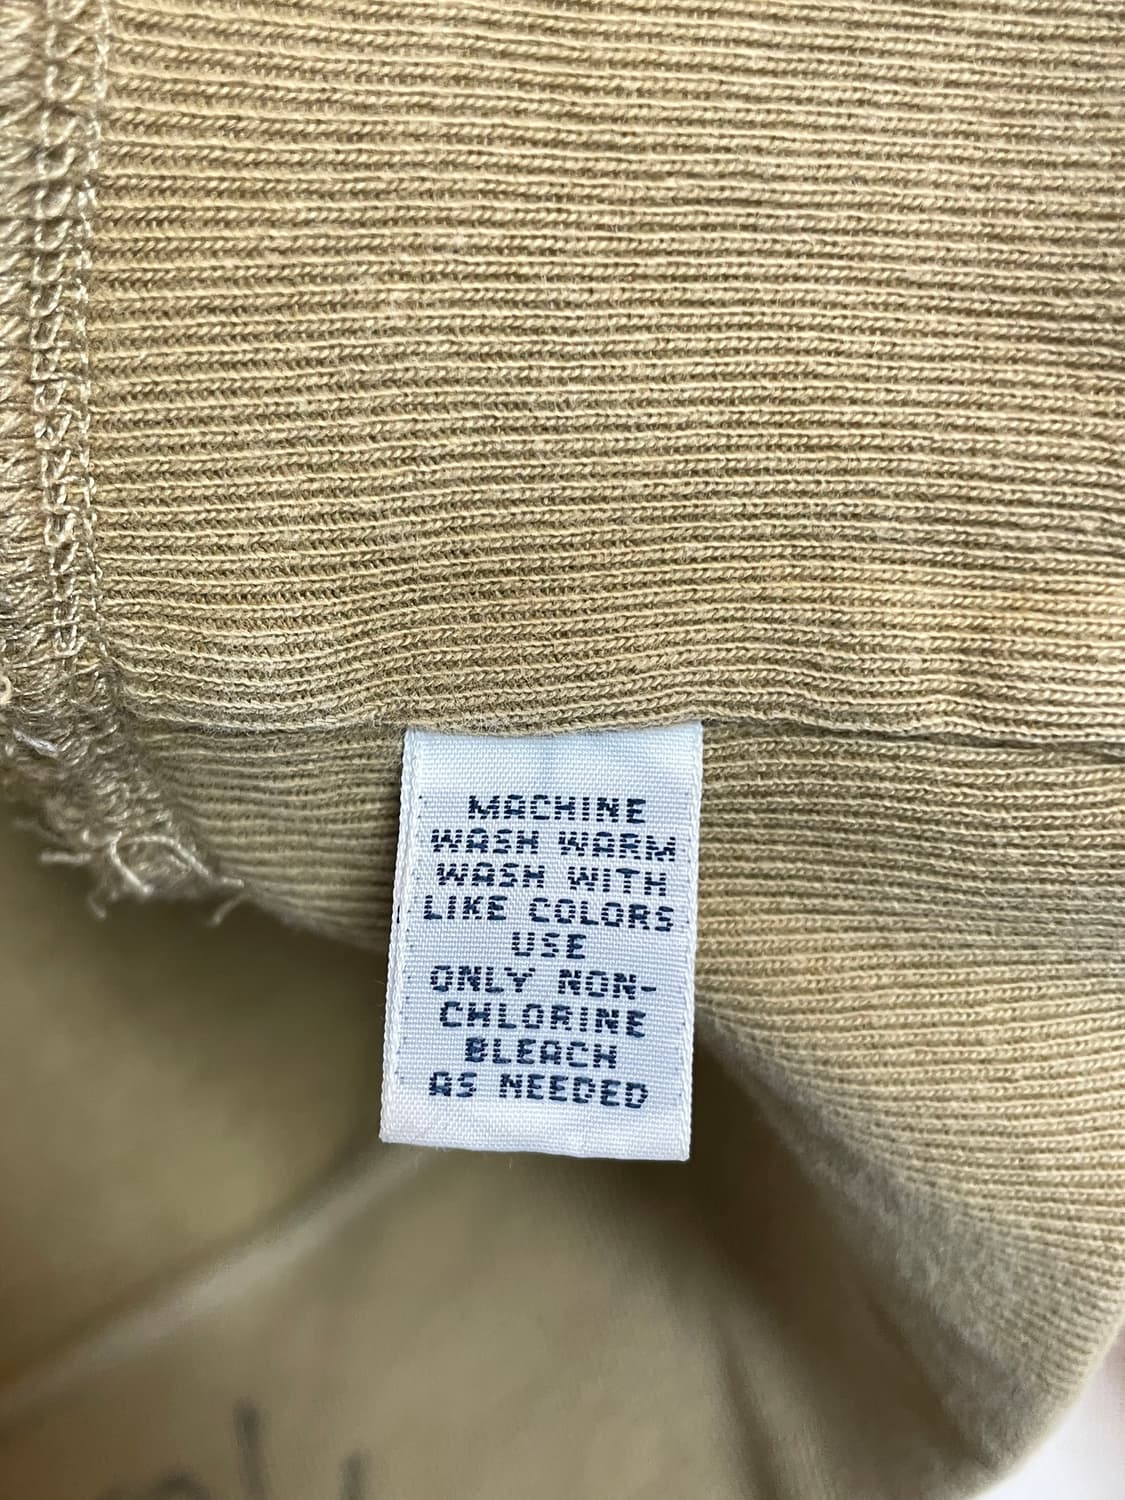 MACHINE
WASH WARM
WASH WITH
LIKE COLORS
USE
ONLY NON-
CHLORINE
BLEACH
AS NEEDED